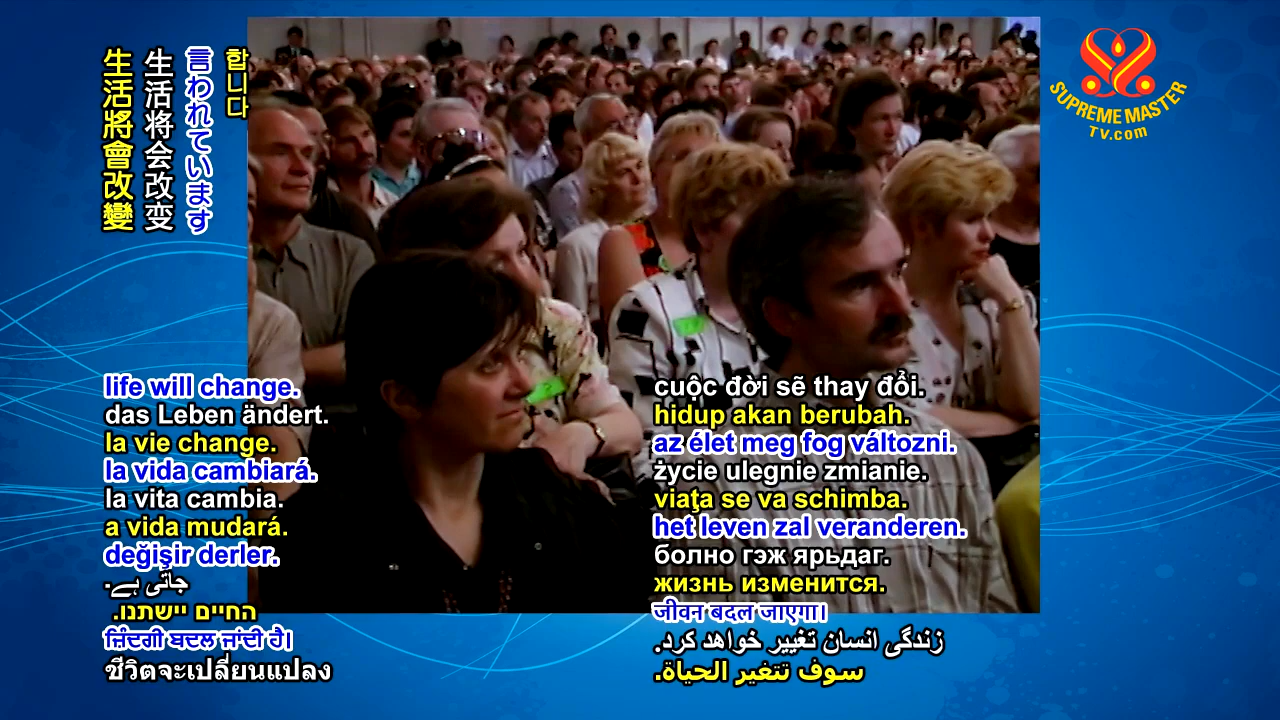 합니다
言われています
生活将会改变
生活將會改變
SUPREME MASTER
TV.com
life will change.
das Leben ändert.
la vie change.
la vida cambiará.
la vita cambia.
a vida mudará.
değişir derler.
جاتی ہے۔
החיים יישתנו.
ਜ਼ਿੰਦਗੀ ਬਦਲ ਜਾਂਦੀ ਹੈ।
ชีวิตจะเปลี่ยนแปลง
cuộc đời sẽ thay đổi.
hidup akan berubah.
az élet meg fog változni.
życie ulegnie zmianie.
viaţa se va schimba.
het leven zal veranderen.
болно гэж ярьдаг.
жизнь изменится.
जीवन बदल जाएगा।
زندگی انسان تغییر خواهد کرد.
سوف تتغير الحياة.